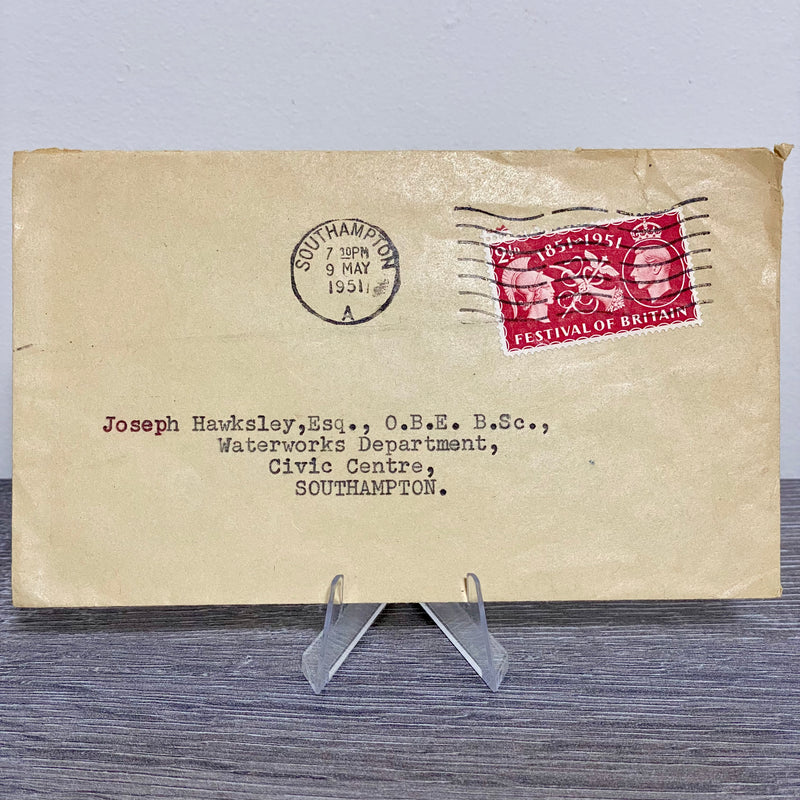 SOUTHAMPTON
7 30PM
9 MAY
1951
A
2½D
1851-1951
FESTIVAL OF BRITAIN
Joseph Hawksley,Esq., O.B.E. B.Sc.,
Waterworks Department,
Civic Centre,
SOUTHAMPTON.